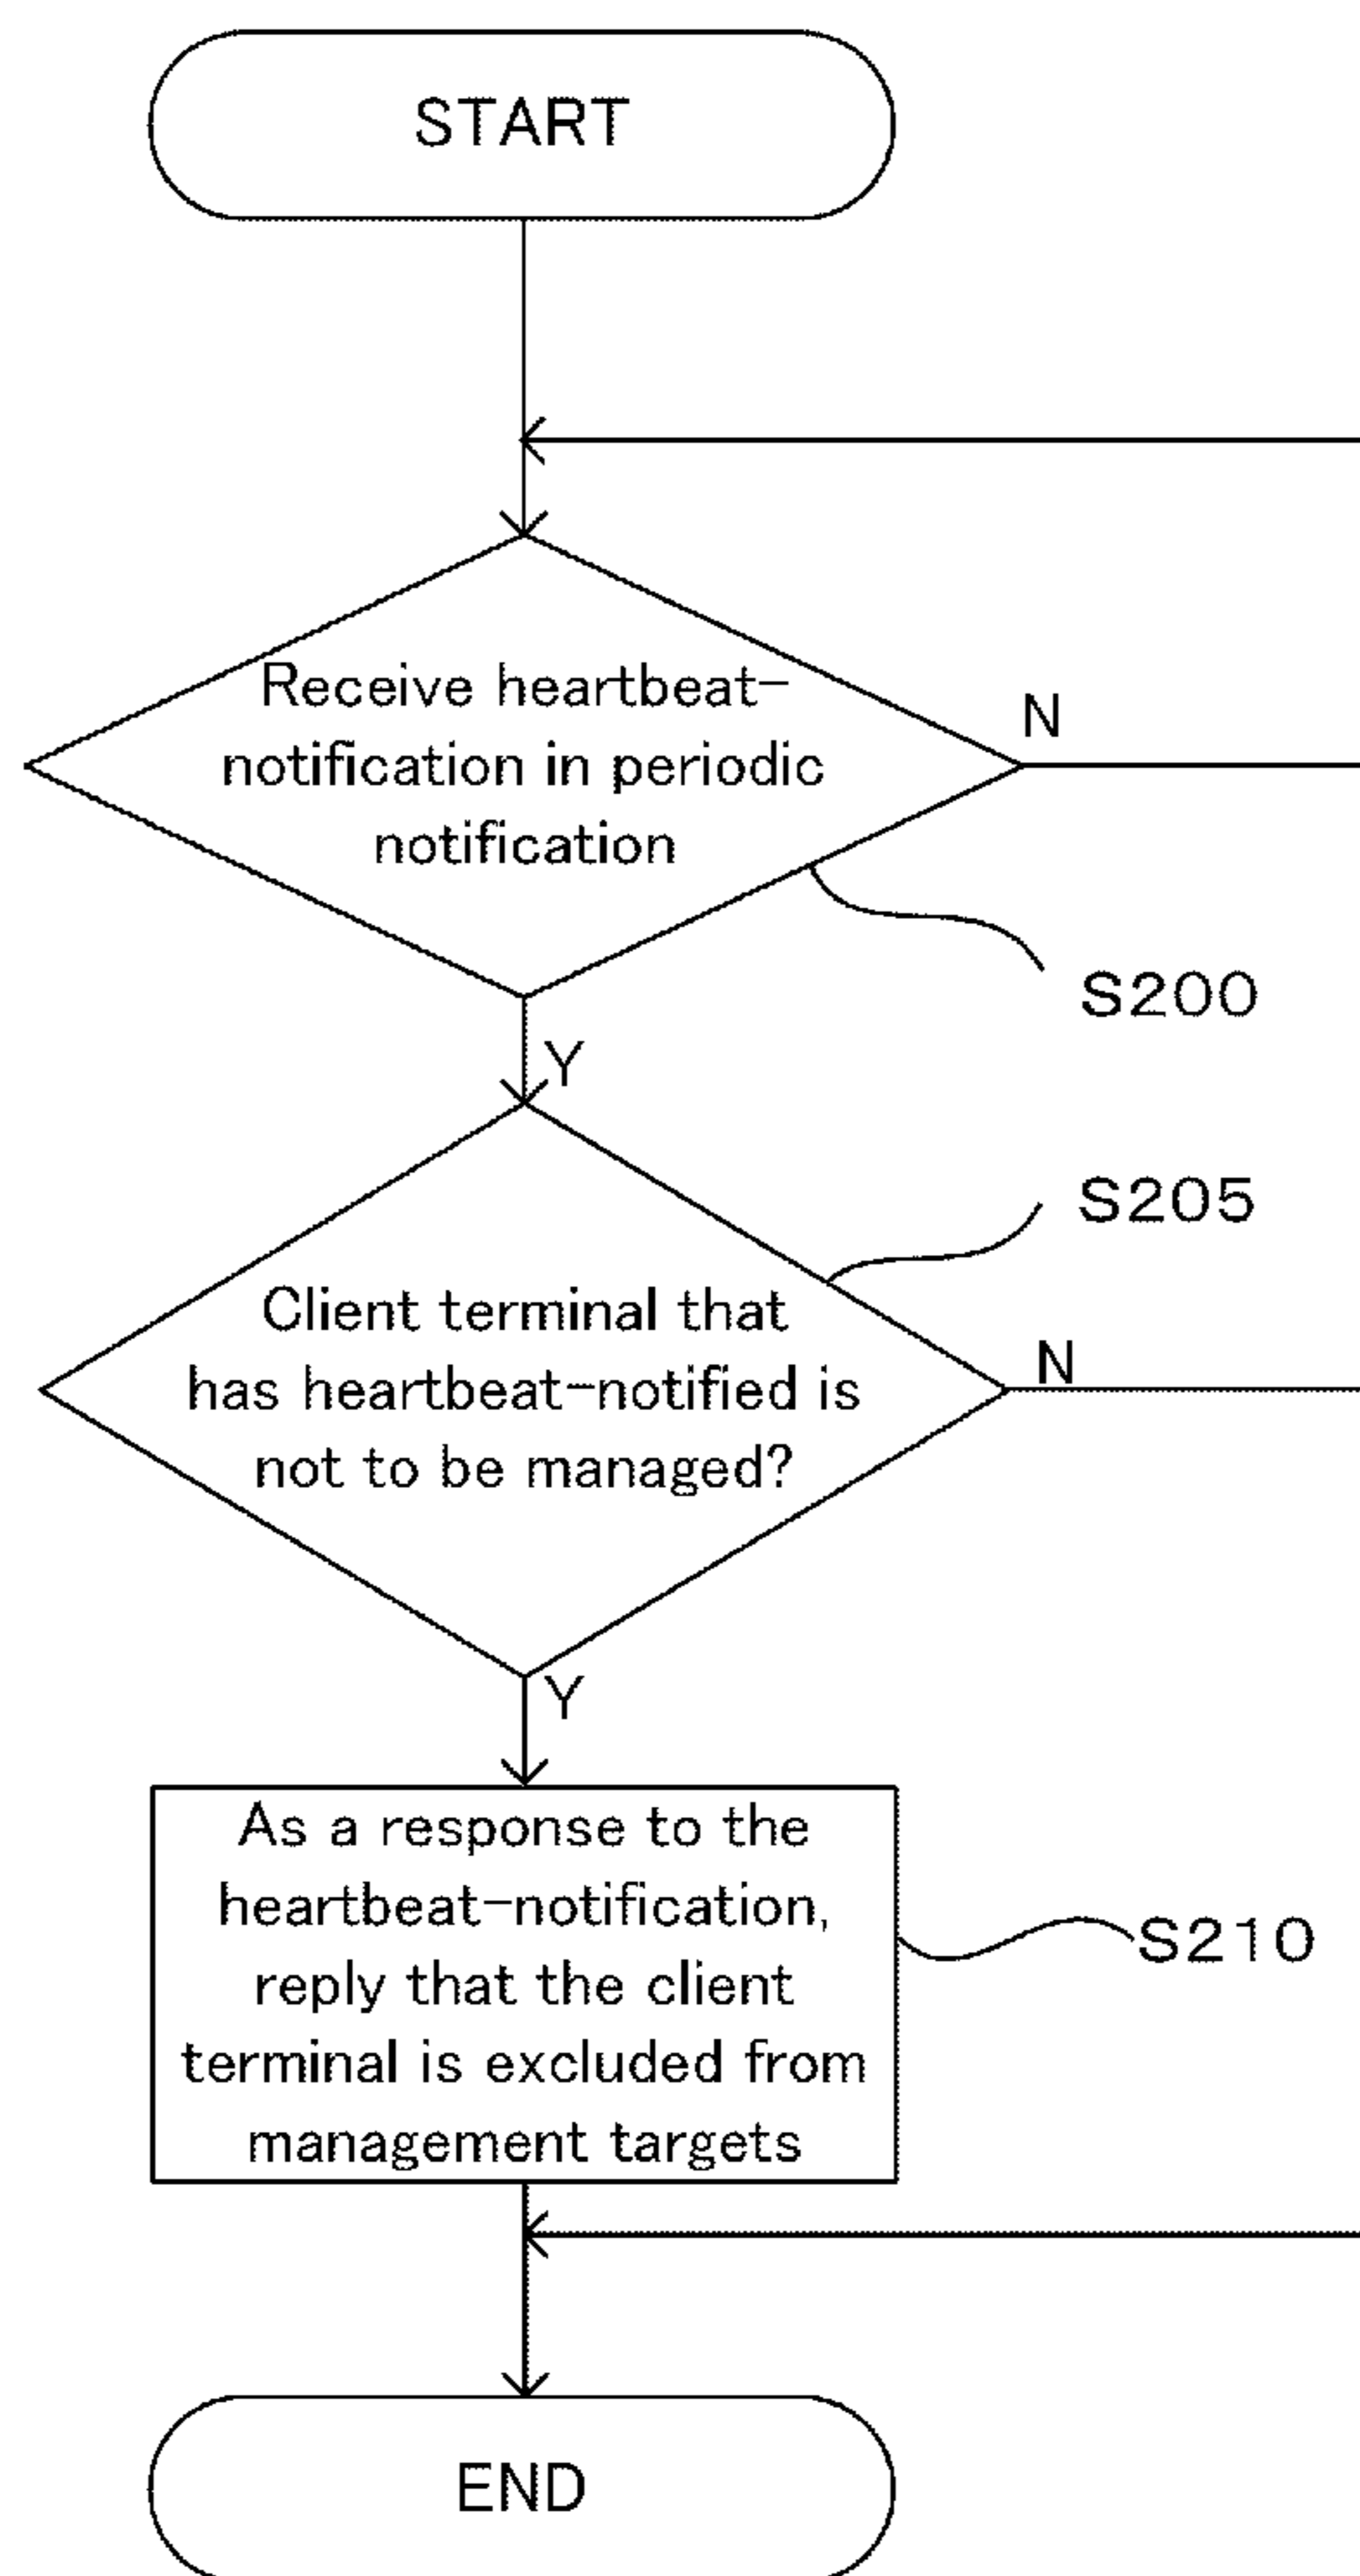 START
Receive heartbeat-
notification in periodic
notification
N
S200
Y
S205
Client terminal that
has heartbeat-notified is
not to be managed?
N
Y
As a response to the
heartbeat-notification,
reply that the client
terminal is excluded from
management targets
S210
END